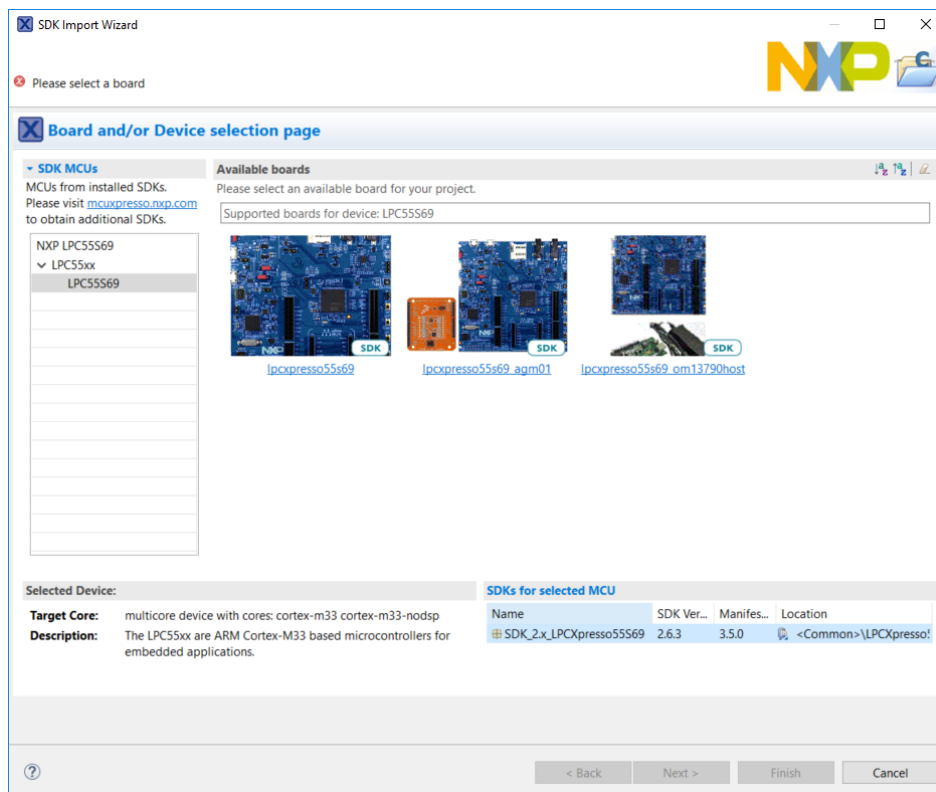 SDK Import Wizard
Please select a board
NXP
Board and/or Device selection page
SDK MCUs
MCUs from installed SDKs.
Please visit mcuxpresso.nxp.com
to obtain additional SDKs.
NXP LPC55S69
LPC55xx
LPC55S69
Available boards
Please select an available board for your project.
Supported boards for device: LPC55S69
SDK
SDK
SDK
lpcxpresso55s69
lpcxpresso55s69_agm01
lpcxpresso55s69_om13790host
Selected Device:
Target Core: multicore device with cores: cortex-m33 cortex-m33-nodsp
Description: The LPC55xx are ARM Cortex-M33 based microcontrollers for
embedded applications.
SDKs for selected MCU
Name SDK Ver... Manifes... Location
SDK_2.x_LPCXpresso55S69 2.6.3 3.5.0 <Common>\LPCXpresso!
< Back Next > Finish Cancel